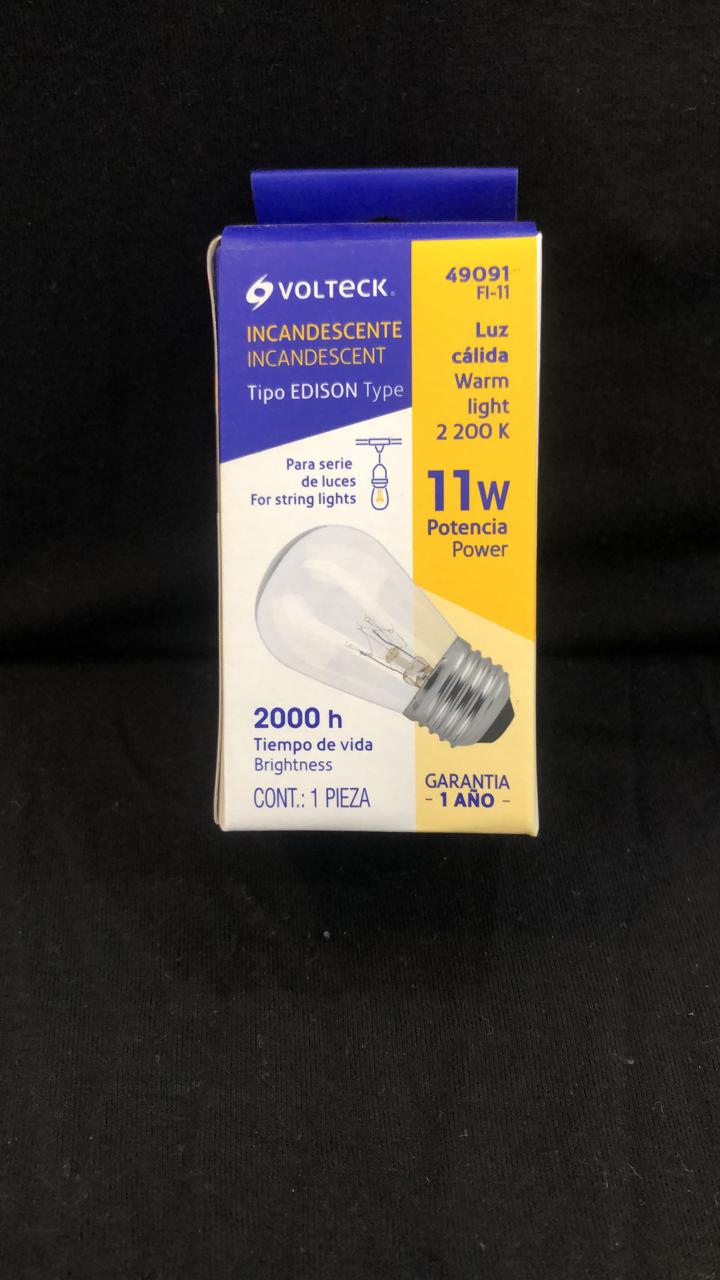 VOLTECK
INCANDESCENTE
INCANDESCENT
Tipo EDISON Type
49091
FI-11
Luz
cálida
Warm
light
2 200 K
11W
Potencia
Power
Para serie
de luces
For string lights
2000 h
Tiempo de vida
Brightness
CONT.: 1 PIEZA
GARANTIA
- 1 AÑO -